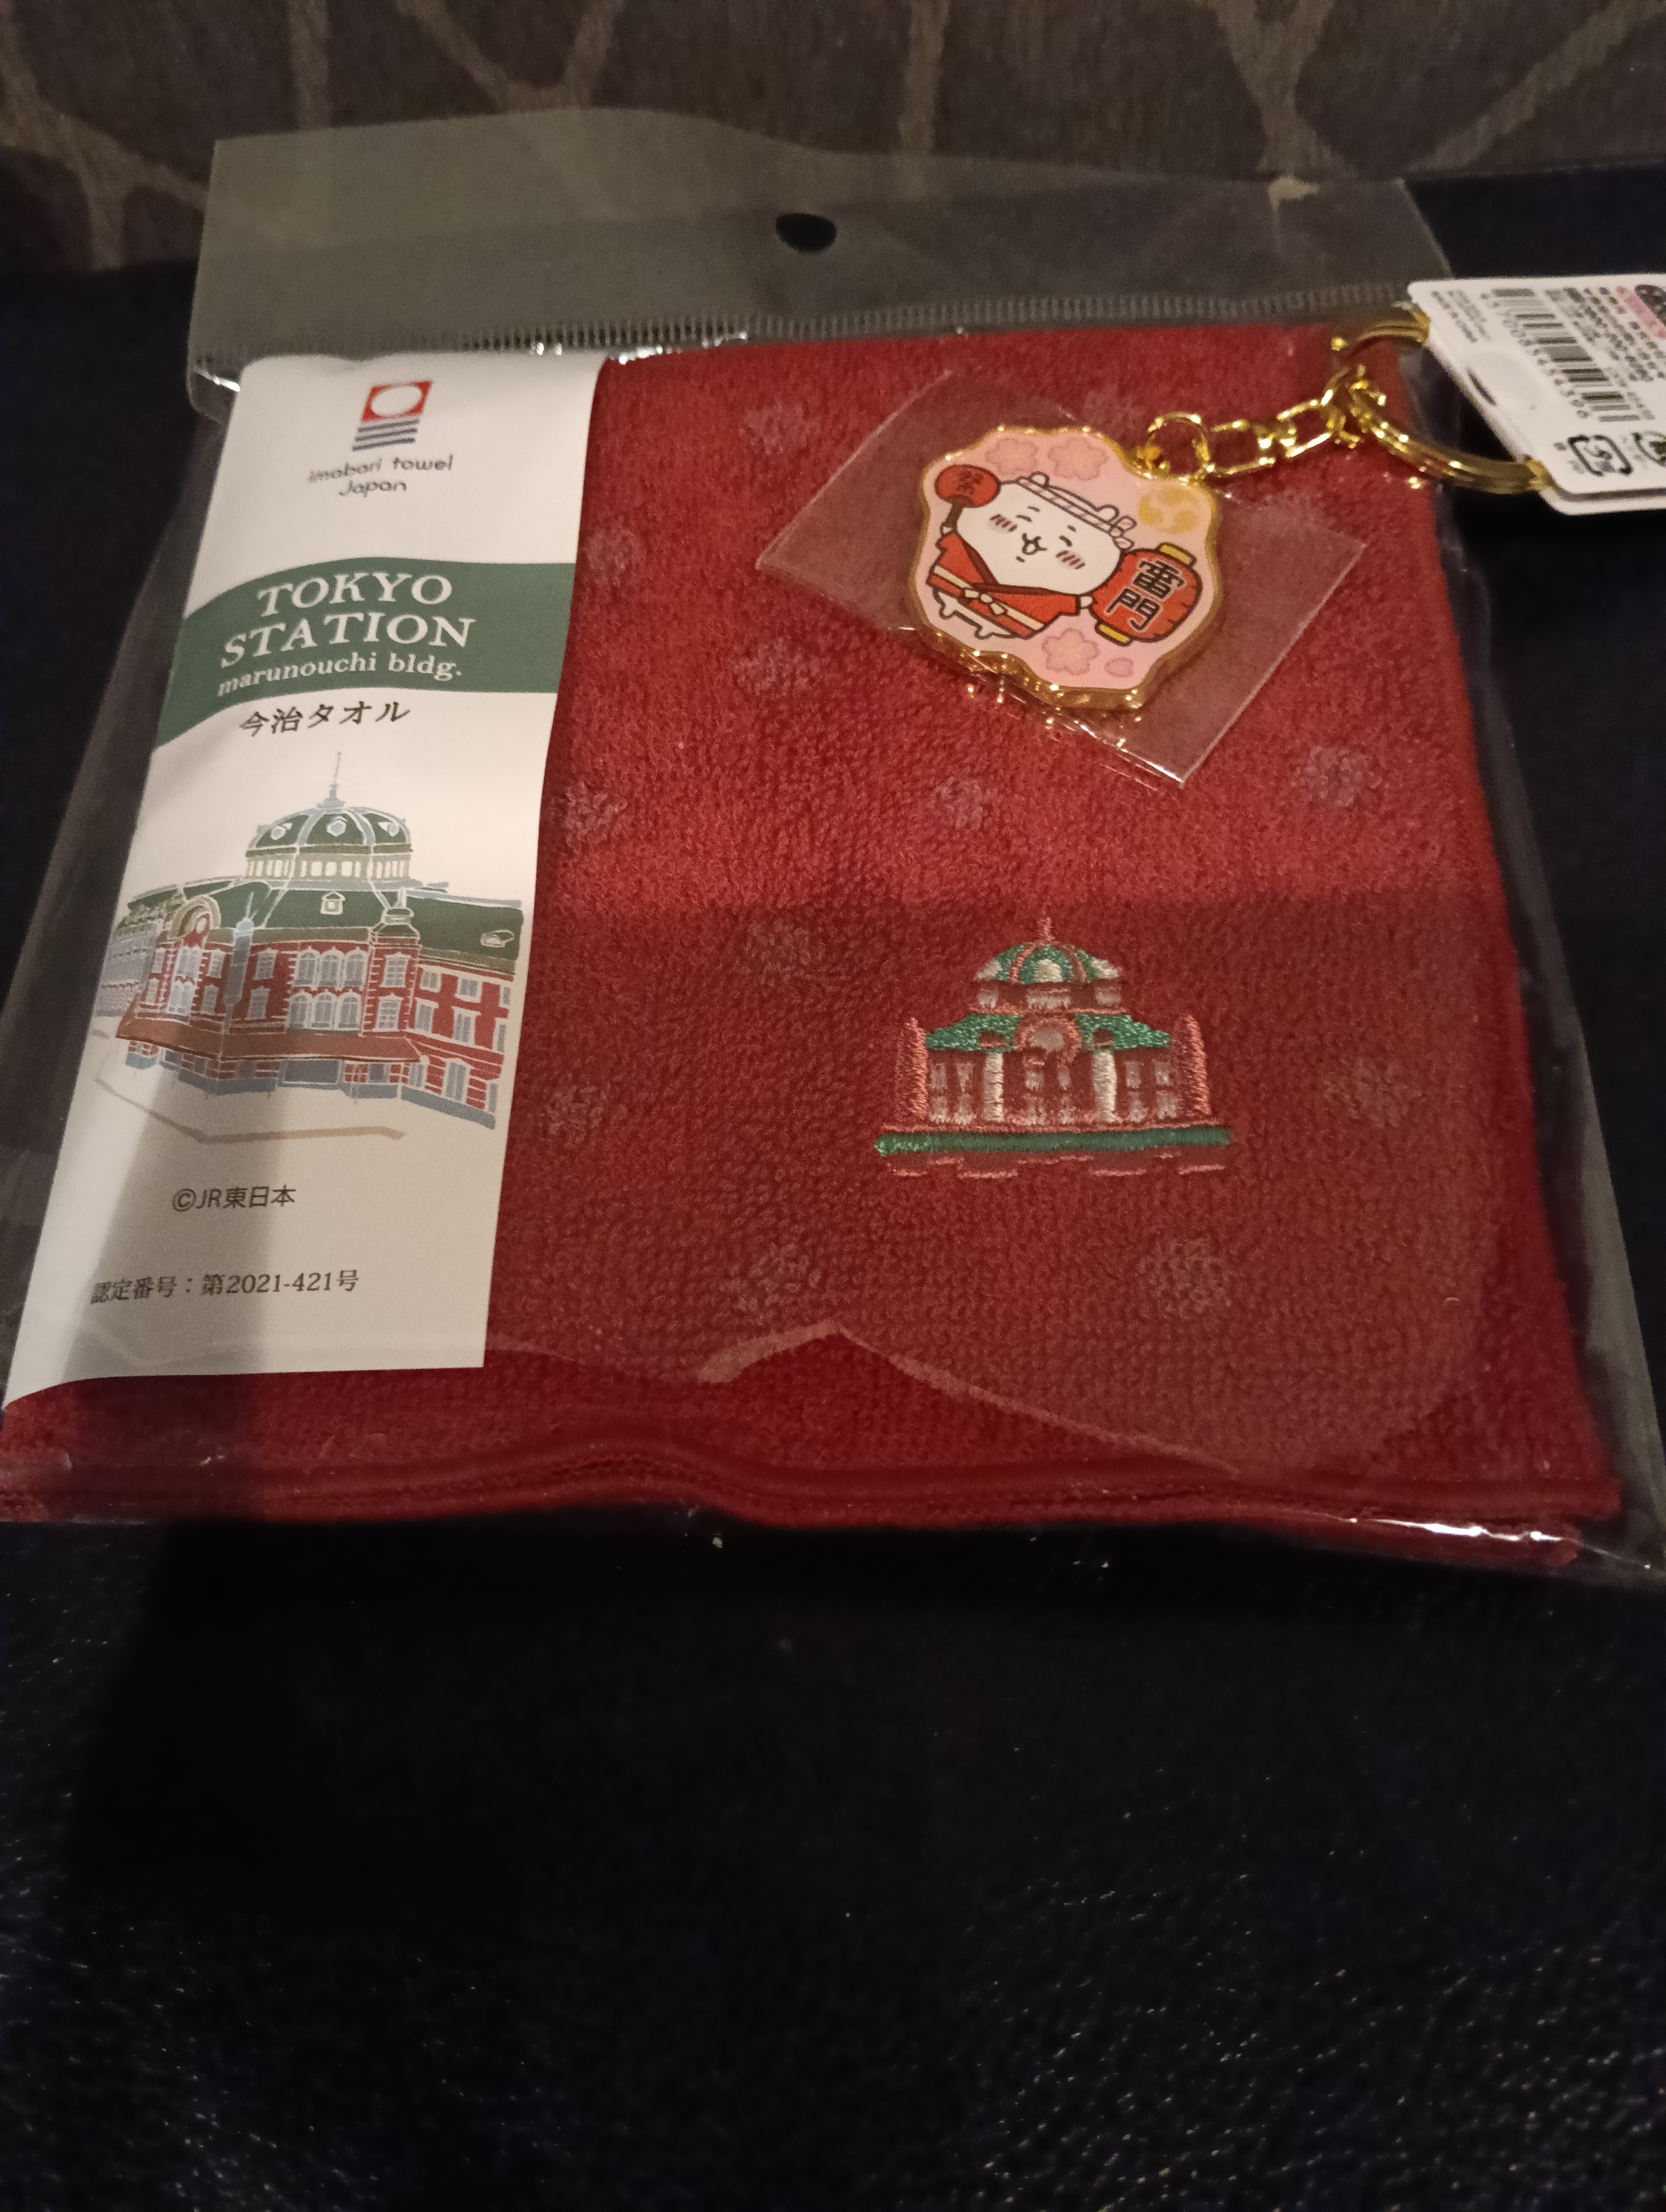 imabari towel
Japan
TOKYO
STATION
marunouchi bldg.
今治タオル
©JR東日本
認定番号：第2021-421号
祭
雷門